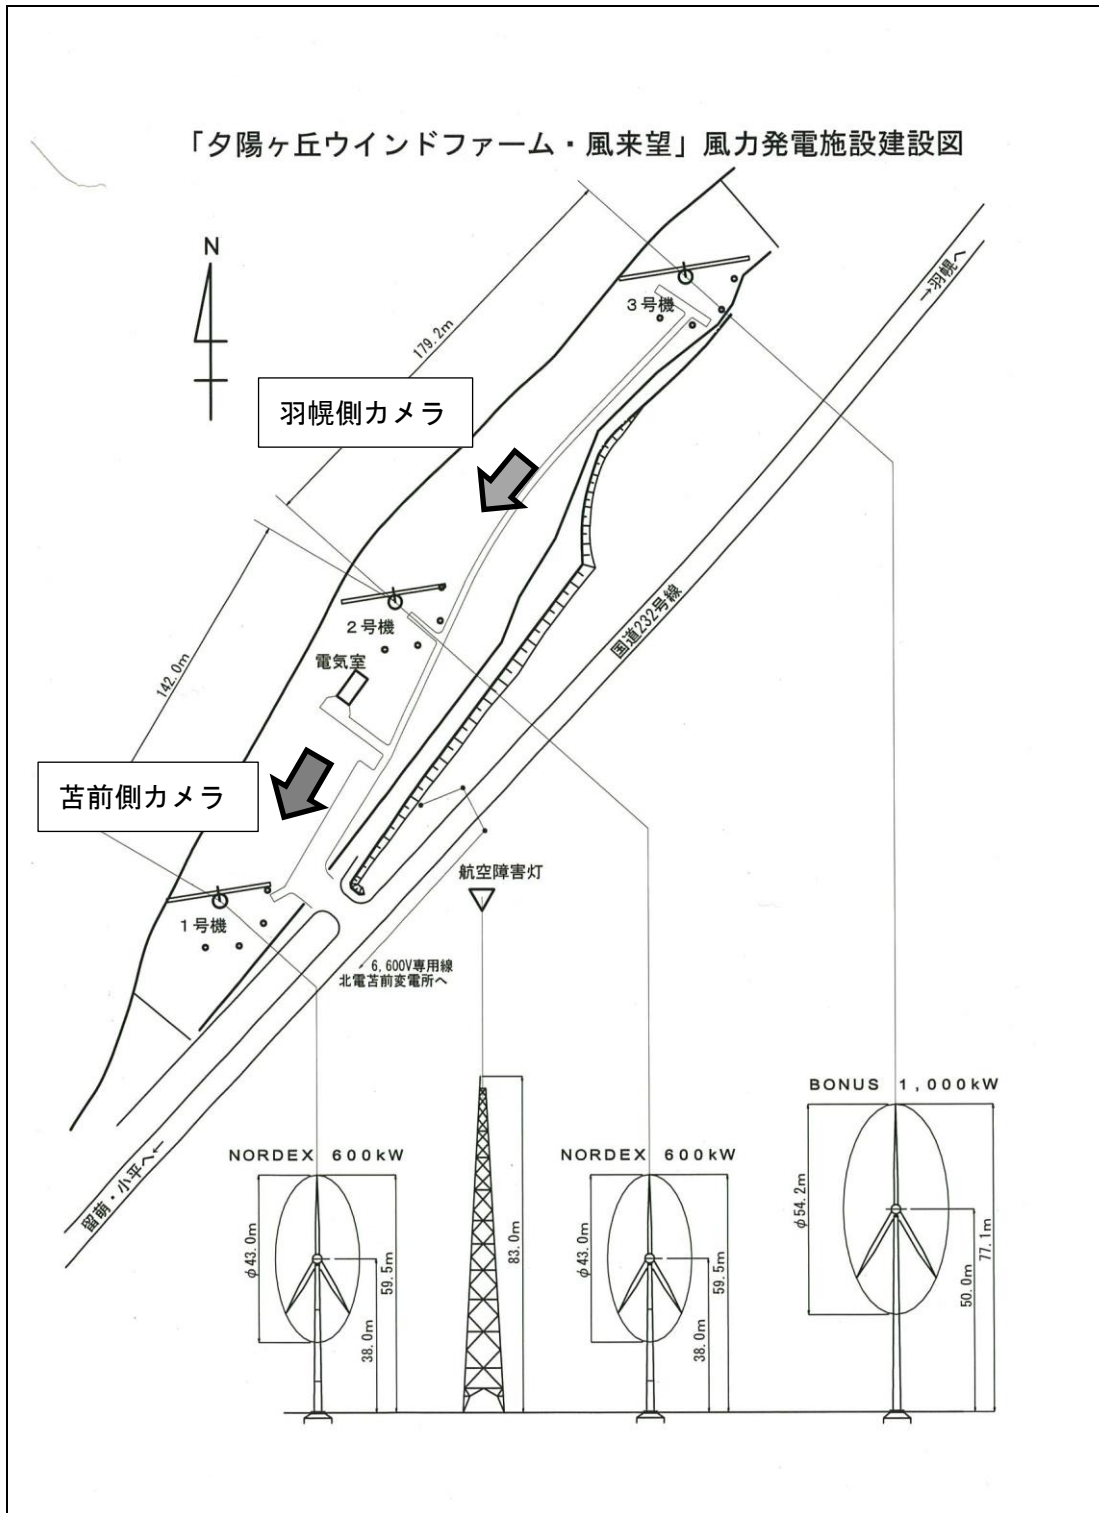 「夕陽ヶ丘ウインドファーム・風来望」風力発電施設建設図
N
179.2m
→羽幌へ
3号機
羽幌側カメラ
142.0m
2号機
国道232号線
電気室
苫前側カメラ
航空障害灯
1号機
6,600V専用線
北電苫前変電所へ
留萌・小平へ←
NORDEX 600kW
φ43.0m
38.0m
59.5m
83.0m
NORDEX 600kW
φ43.0m
38.0m
59.5m
BONUS 1,000kW
φ54.2m
50.0m
77.1m